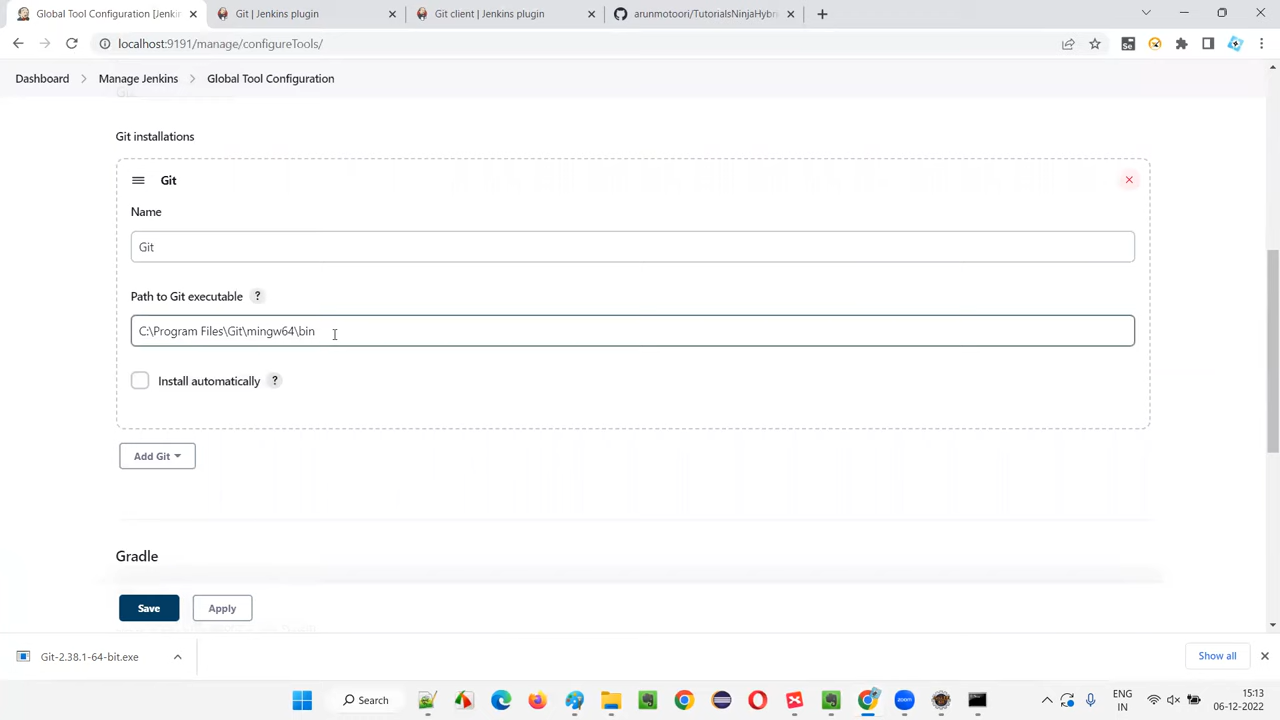 Global Tool Configuration [Jenki
Git | Jenkins plugin
Git client | Jenkins plugin
arunmotoori/TutorialsNinjaHybri
localhost:9191/manage/configureTools/
Dashboard
Manage Jenkins
Global Tool Configuration
Git installations
Git
Name
Git
Path to Git executable ?
C:\Program Files\Git\mingw64\bin
Install automatically ?
Add Git
Gradle
Save
Apply
Git-2.38.1-64-bit.exe
Show all
Search
zoom
ENG
IN
15:13
06-12-2022